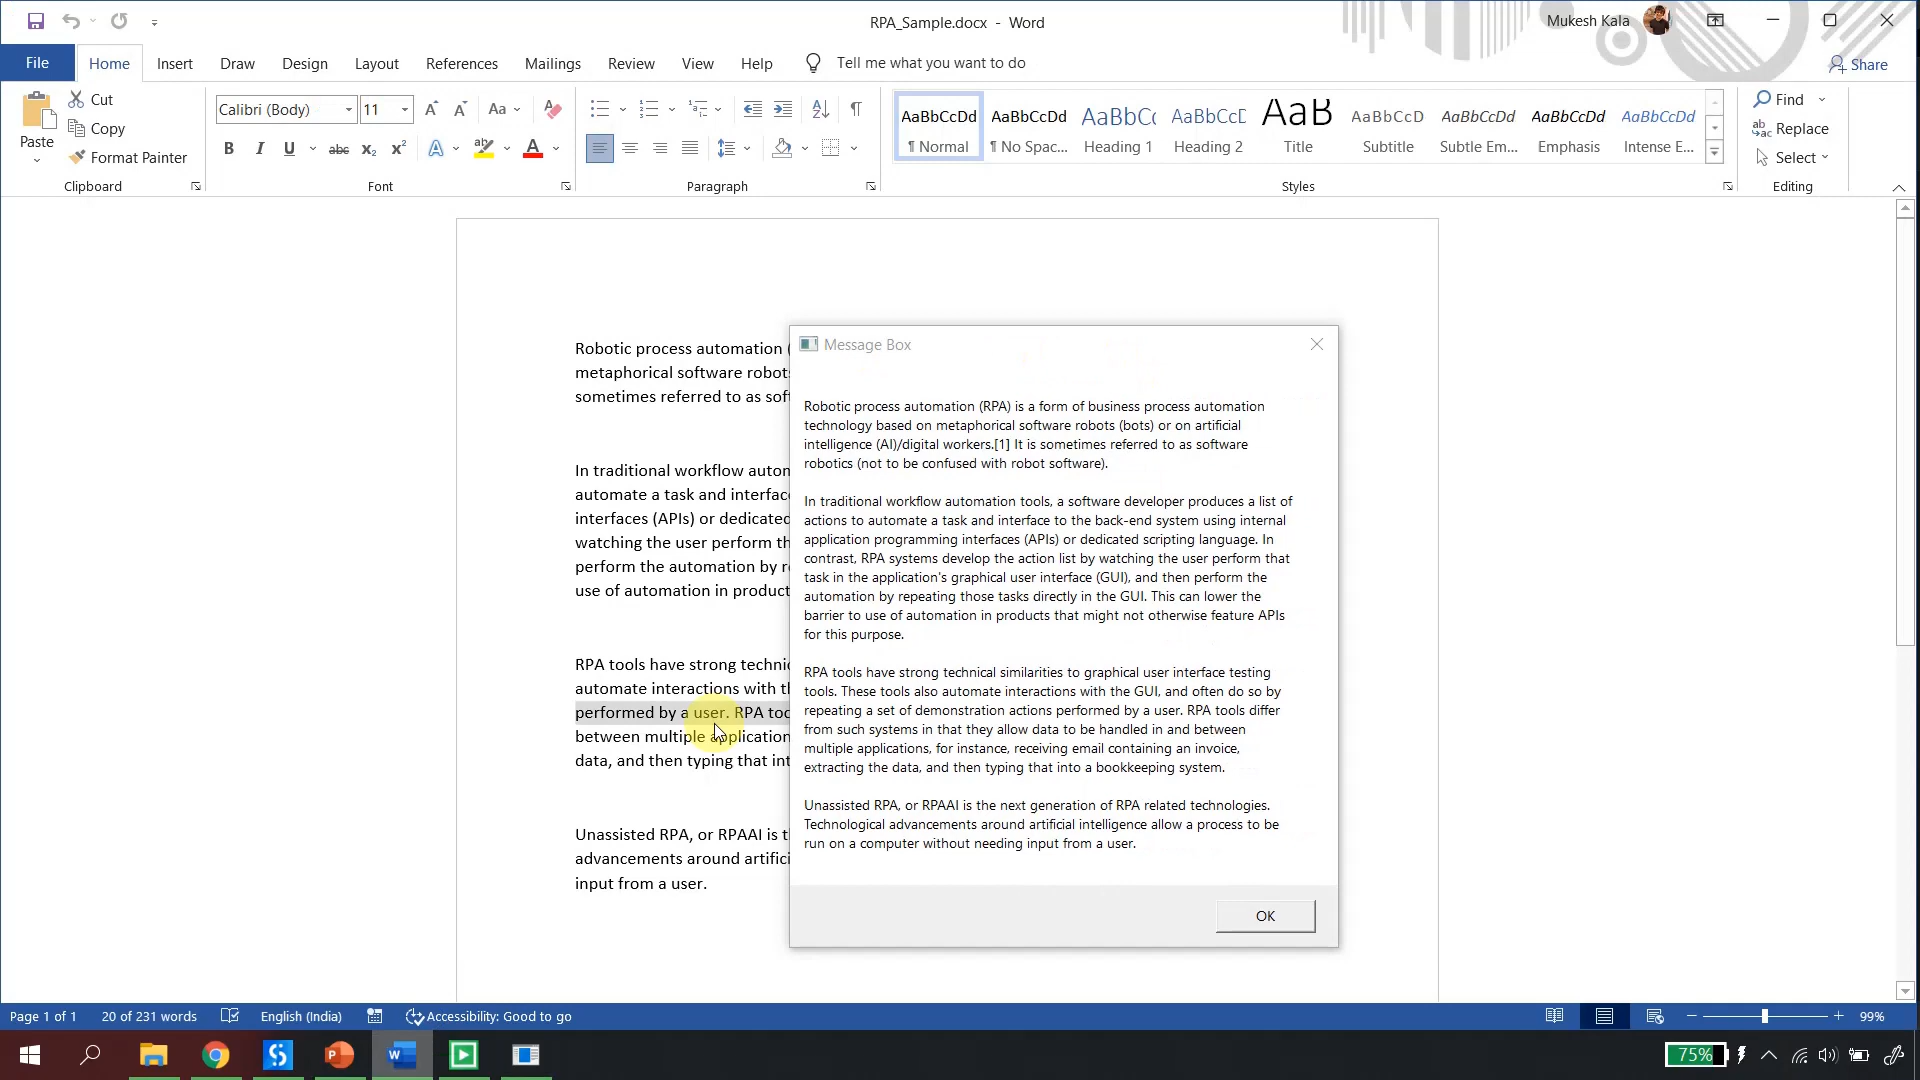 RPA_Sample.docx - Word
Mukesh Kala
File Home Insert Draw Design Layout References Mailings Review View Help Tell me what you want to do
Share
Paste
Cut
Copy
Format Painter
Clipboard
Calibri (Body) 11
Font
Paragraph
AaBbCcDd AaBbCcDd AaBbCc AaBbCcD AaB AaBbCcD AaBbCcDd AaBbCcDd AaBbCcDd
¶ Normal ¶ No Spac... Heading 1 Heading 2 Title Subtitle Subtle Em... Emphasis Intense E...
Styles
Find
Replace
Select
Editing
Robotic process automation (
metaphorical software robots
sometimes referred to as soft
In traditional workflow autom
automate a task and interface
interfaces (APIs) or dedicated
watching the user perform th
perform the automation by re
use of automation in product
RPA tools have strong technic
automate interactions with th
performed by a user. RPA too
between multiple application
data, and then typing that int
Unassisted RPA, or RPAAI is th
advancements around artific
input from a user.
Message Box
Robotic process automation (RPA) is a form of business process automation
technology based on metaphorical software robots (bots) or on artificial
intelligence (AI)/digital workers.[1] It is sometimes referred to as software
robotics (not to be confused with robot software).
In traditional workflow automation tools, a software developer produces a list of
actions to automate a task and interface to the back-end system using internal
application programming interfaces (APIs) or dedicated scripting language. In
contrast, RPA systems develop the action list by watching the user perform that
task in the application's graphical user interface (GUI), and then perform the
automation by repeating those tasks directly in the GUI. This can lower the
barrier to use of automation in products that might not otherwise feature APIs
for this purpose.
RPA tools have strong technical similarities to graphical user interface testing
tools. These tools also automate interactions with the GUI, and often do so by
repeating a set of demonstration actions performed by a user. RPA tools differ
from such systems in that they allow data to be handled in and between
multiple applications, for instance, receiving email containing an invoice,
extracting the data, and then typing that into a bookkeeping system.
Unassisted RPA, or RPAAI is the next generation of RPA related technologies.
Technological advancements around artificial intelligence allow a process to be
run on a computer without needing input from a user.
OK
Page 1 of 1 20 of 231 words English (India) Accessibility: Good to go
99%
75%